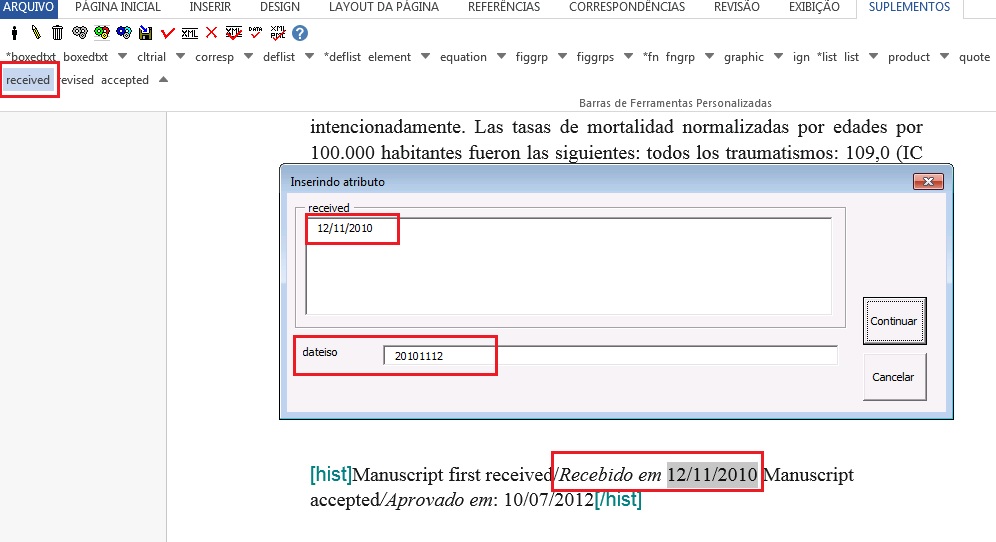 ARQUIVO PÁGINA INICIAL INSERIR DESIGN LAYOUT DA PÁGINA REFERÊNCIAS CORRESPONDÊNCIAS REVISÃO EXIBIÇÃO SUPLEMENTOS
XML DATA XML PMC ?
*boxedtxt boxedtxt cltrial corresp deflist *deflist element equation figgrp figgrps *fn fngrp graphic ign *list list product quote
received revised accepted
Barras de Ferramentas Personalizadas
intencionadamente. Las tasas de mortalidad normalizadas por edades por
100.000 habitantes fueron las siguientes: todos los traumatismos: 109,0 (IC
Inserindo atributo
received
12/11/2010
Continuar
dateiso 20101112
Cancelar
[hist]Manuscript first received/Recebido em 12/11/2010 Manuscript
accepted/Aprovado em: 10/07/2012[/hist]